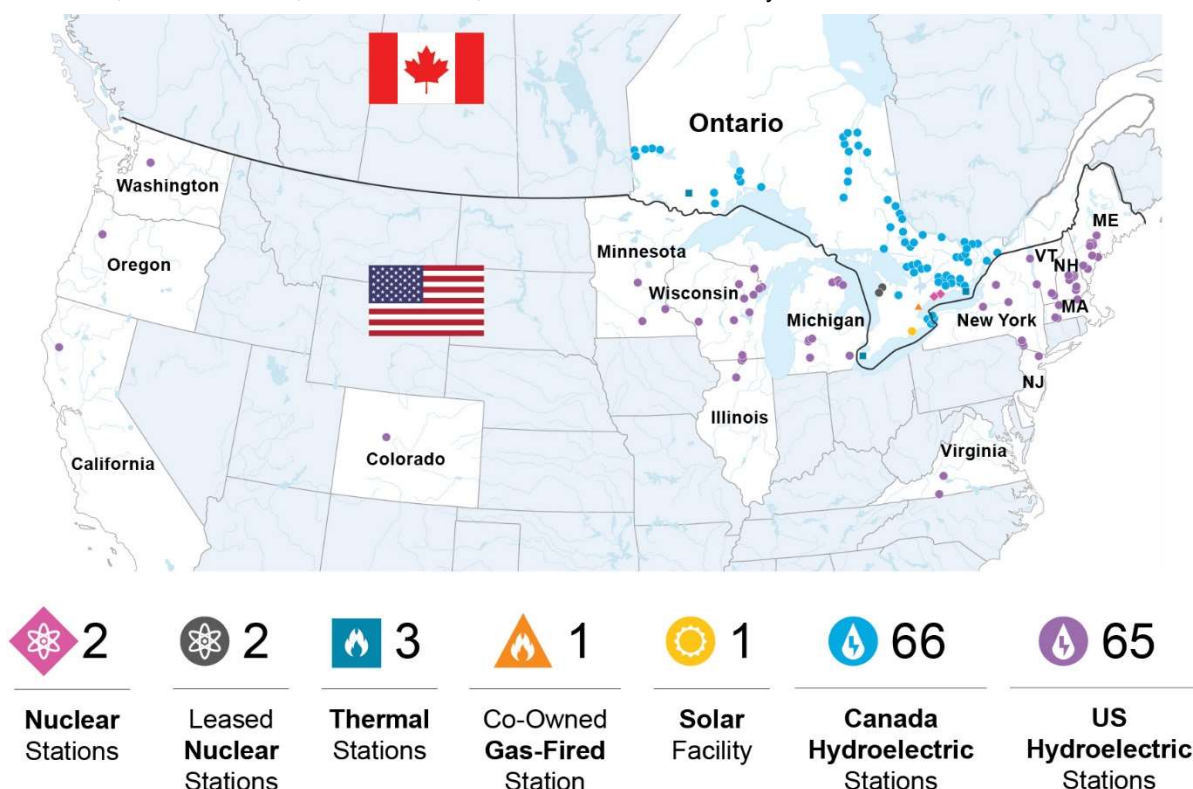 Ontario
Washington
Oregon
Minnesota
Wisconsin
Michigan
ME
VT
NH
MA
New York
NJ
Illinois
Virginia
California
Colorado
2
2
3
1
1
66
65
Nuclear
Stations
Leased
Nuclear
Stations
Thermal
Stations
Co-Owned
Gas-Fired
Station
Solar
Facility
Canada
Hydroelectric
Stations
US
Hydroelectric
Stations